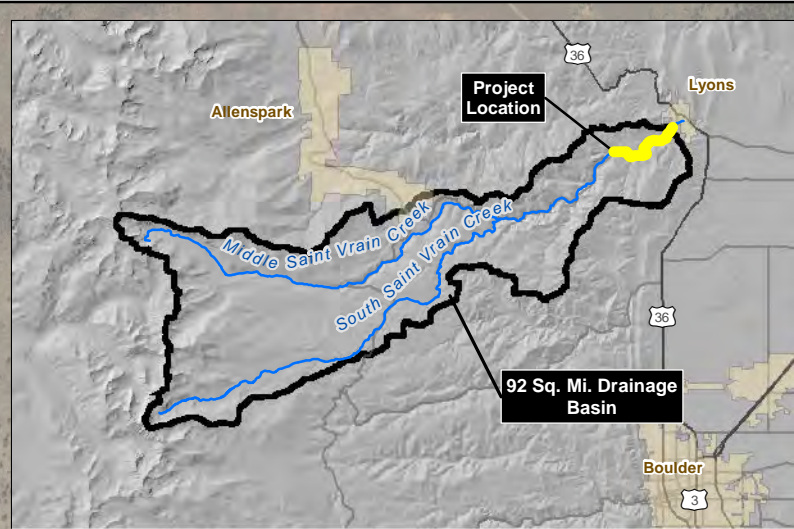 36
Lyons
Project
Location
Allenspark
Middle Saint Vrain Creek
South Saint Vrain Creek
36
92 Sq. Mi. Drainage
Basin
Boulder
3